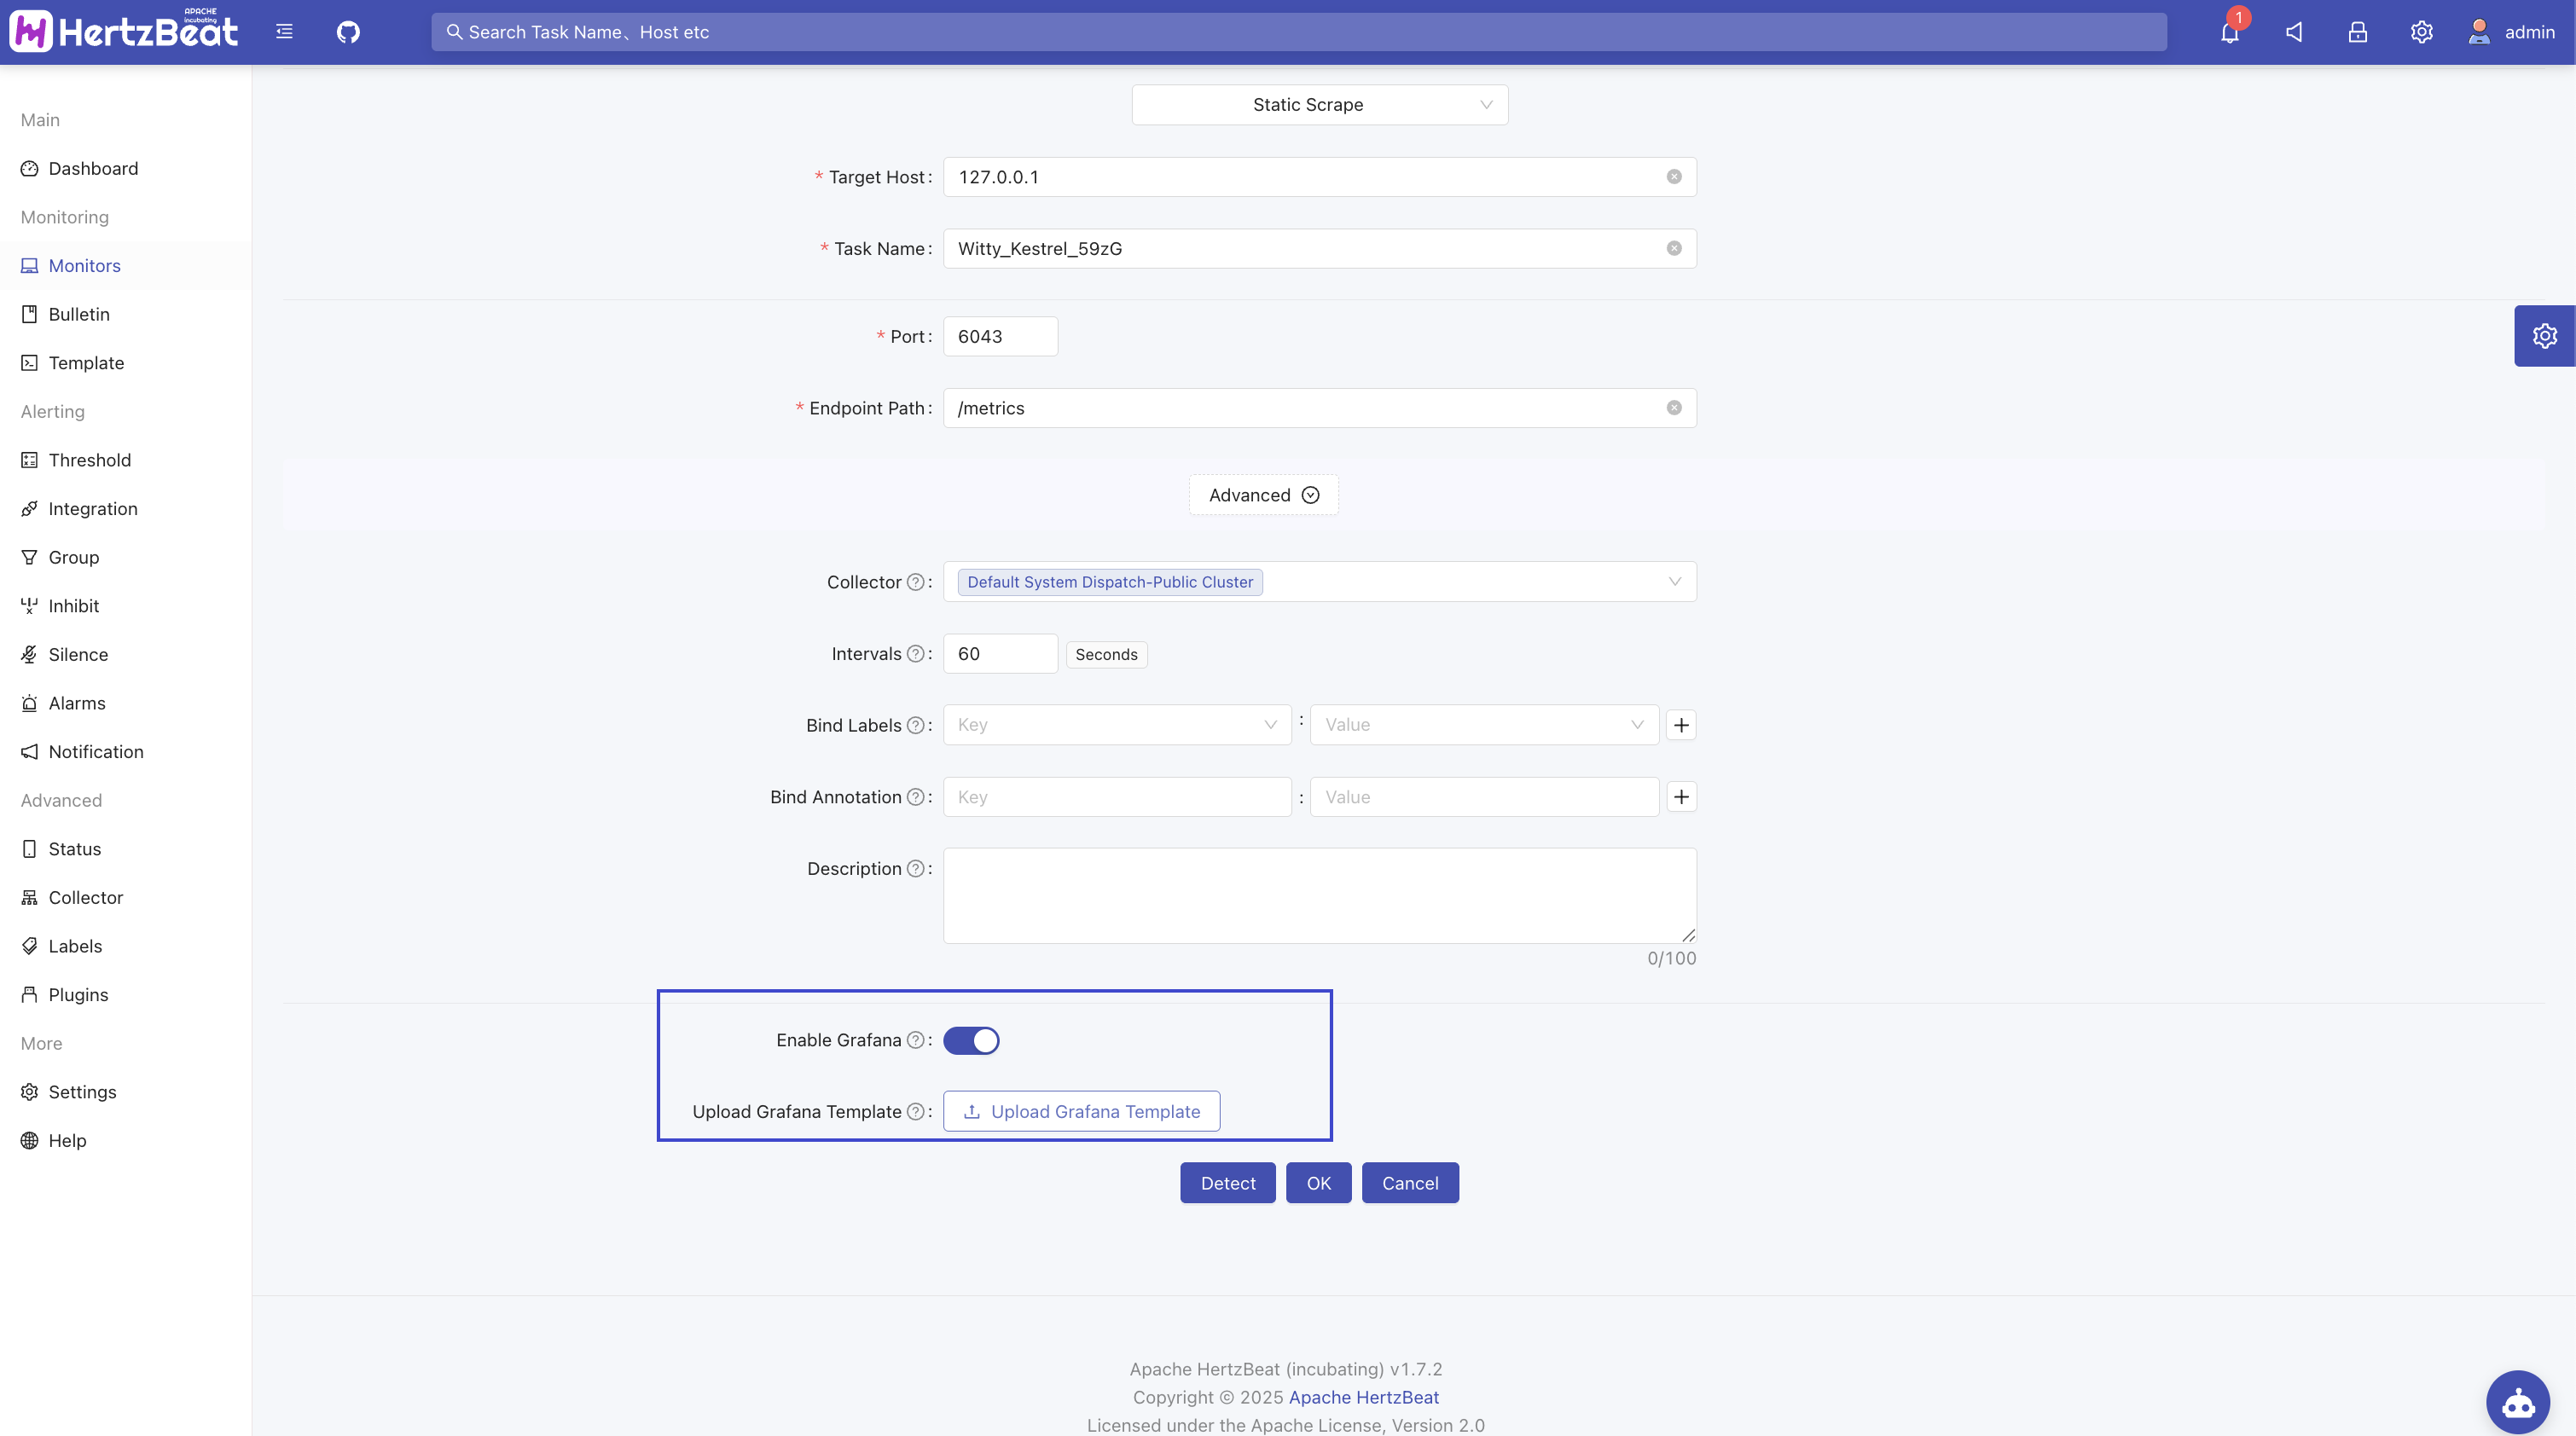 APACHE
incubating
HertzBeat
Search Task Name、Host etc
1
admin
Main
Dashboard
Monitoring
Monitors
Bulletin
Template
Alerting
Threshold
Integration
Group
Inhibit
Silence
Alarms
Notification
Advanced
Status
Collector
Labels
Plugins
More
Settings
Help
Static Scrape
* Target Host: 127.0.0.1
* Task Name: Witty_Kestrel_59zG
* Port: 6043
* Endpoint Path: /metrics
Advanced
Collector ? : Default System Dispatch-Public Cluster
Intervals ? : 60 Seconds
Bind Labels ? : Key : Value +
Bind Annotation ? : Key : Value +
Description ? :
0/100
Enable Grafana ? :
Upload Grafana Template ? : Upload Grafana Template
Detect OK Cancel
Apache HertzBeat (incubating) v1.7.2
Copyright © 2025 Apache HertzBeat
Licensed under the Apache License, Version 2.0